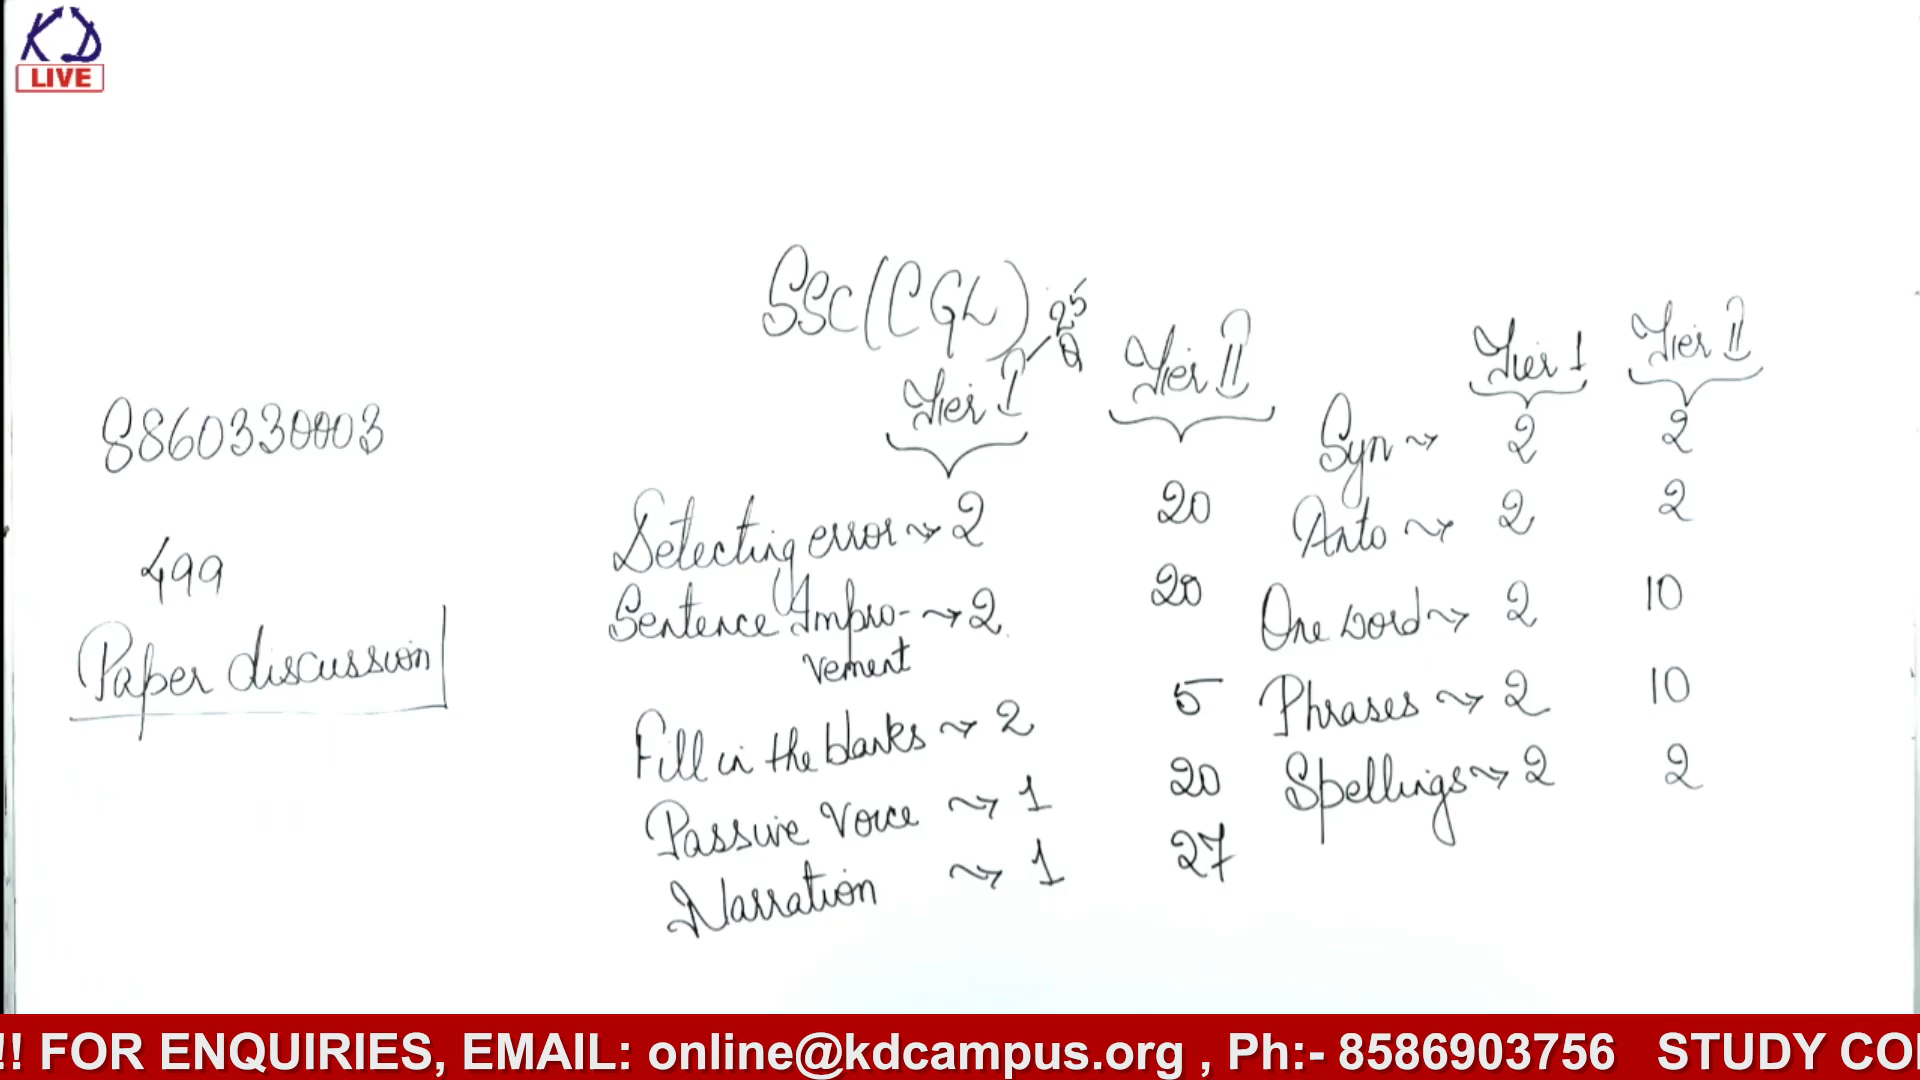 KD
LIVE
SSC (CGL)
25 Q
Tier I Tier II
Detecting error → 2 20
Sentence Impro- → 2 20
vement
Fill in the blanks → 2 5
Passive Voice → 1 20
Narration → 1 27
Tier I Tier II
Syn → 2 2
Anto → 2 2
One word → 2 10
Phrases → 2 10
Spellings → 2 2
8860330003
499
Paper discussion
!! FOR ENQUIRIES, EMAIL: online@kdcampus.org , Ph:- 8586903756 STUDY CO